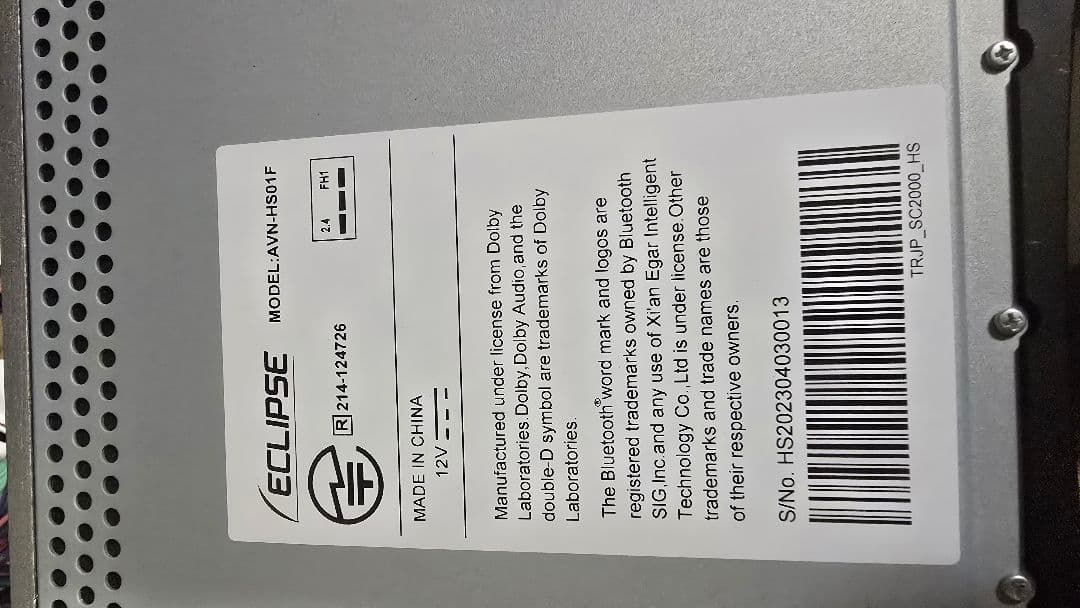 ECLIPSE MODEL:AVN-HS01F
R 214-124726
2.4 FH1
MADE IN CHINA
12V
Manufactured under license from Dolby
Laboratories.Dolby,Dolby Audio,and the
double-D symbol are trademarks of Dolby
Laboratories.
The Bluetooth® word mark and logos are
registered trademarks owned by Bluetooth
SIG,Inc.and any use of Xi'an Egar Intelligent
Technology Co.,Ltd is under license.Other
trademarks and trade names are those
of their respective owners.
S/No. HS202304030013
TRJP_SC2000_HS